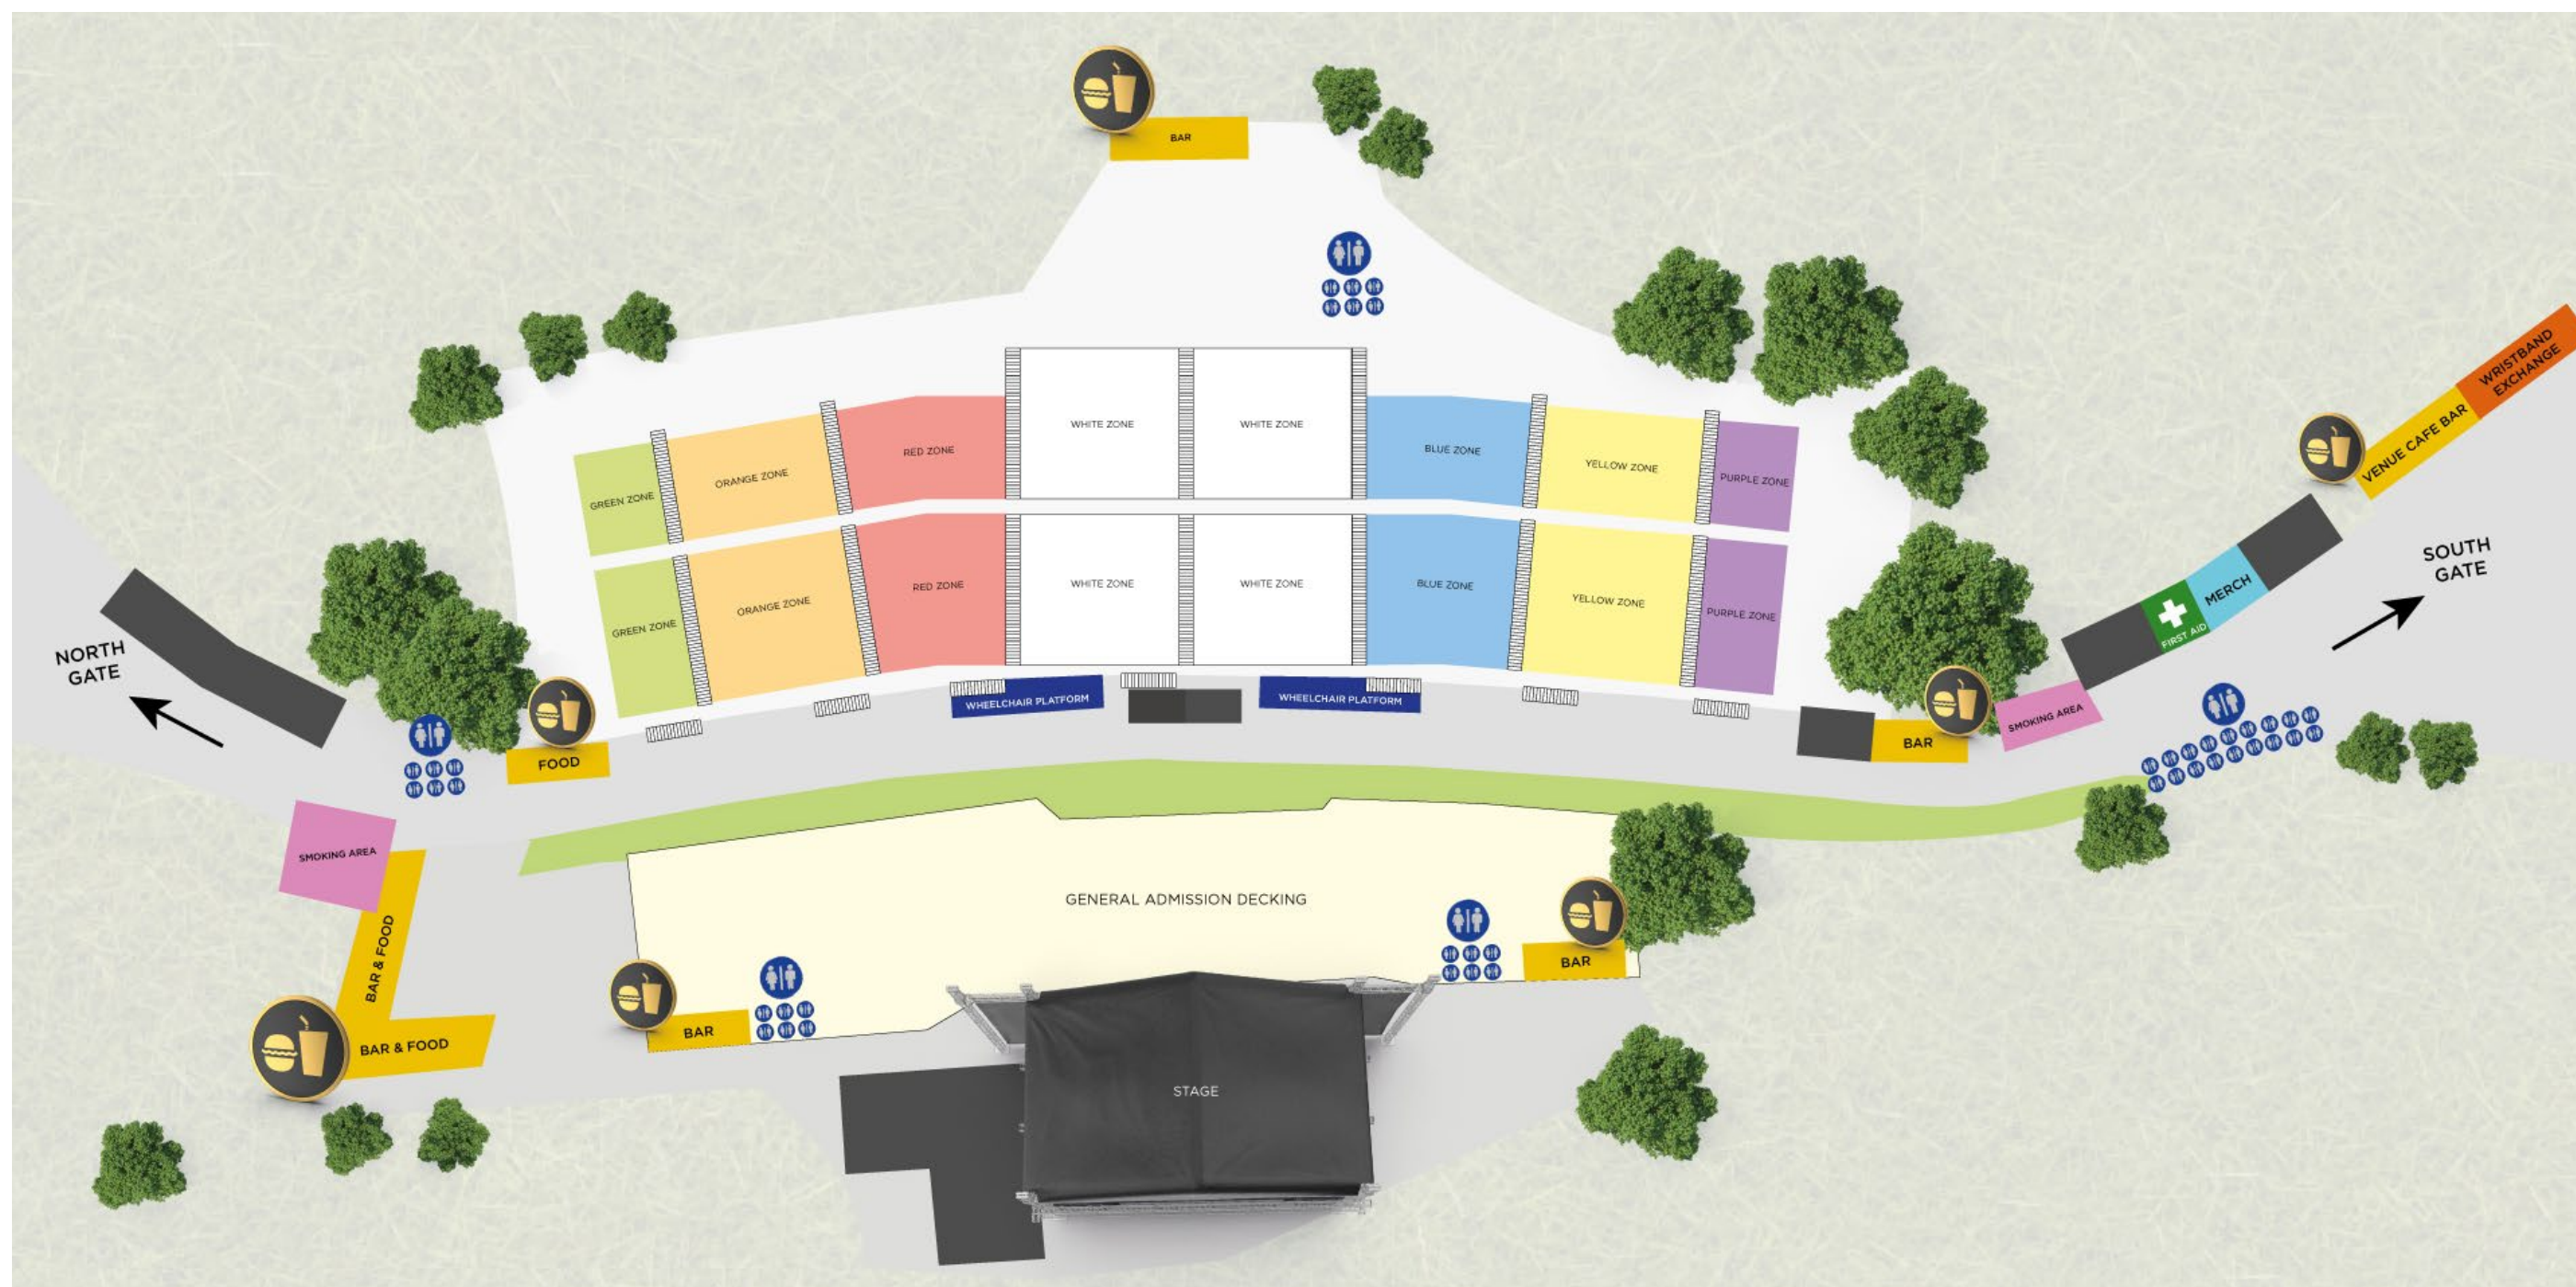 BAR
WRISTBAND
EXCHANGE
VENUE CAFE BAR
WHITE ZONE
WHITE ZONE
RED ZONE
BLUE ZONE
ORANGE ZONE
YELLOW ZONE
GREEN ZONE
PURPLE ZONE
WHITE ZONE
WHITE ZONE
RED ZONE
BLUE ZONE
ORANGE ZONE
YELLOW ZONE
GREEN ZONE
PURPLE ZONE
SOUTH
GATE
MERCH
FIRST AID
NORTH
GATE
WHEELCHAIR PLATFORM
WHEELCHAIR PLATFORM
SMOKING AREA
BAR
FOOD
SMOKING AREA
GENERAL ADMISSION DECKING
BAR & FOOD
BAR
BAR
BAR & FOOD
STAGE